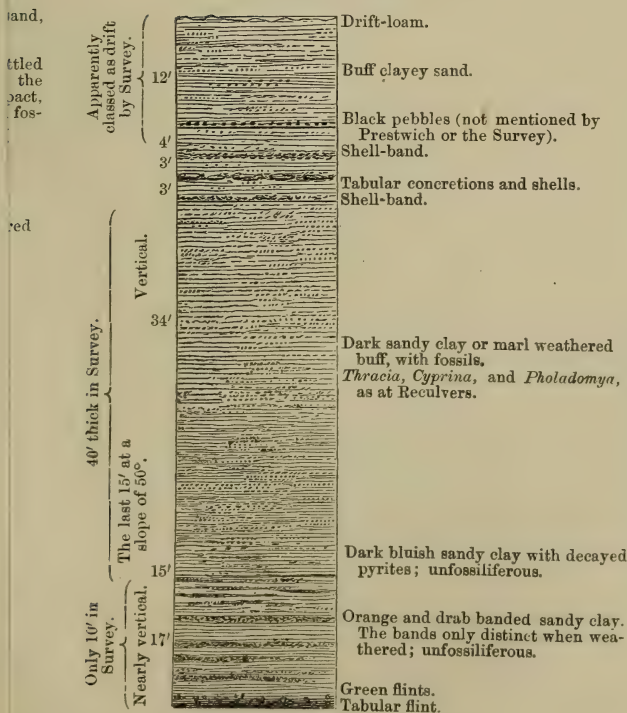 and,
ttled
the
pact,
fos-
red
Apparently
classed as drift
by Survey.
12′
4′
3′
3′
Vertical.
34′
40′ thick in Survey.
The last 15′ at a
slope of 50°.
15′
Only 10′ in
Survey.
Nearly vertical.
17′
Drift-loam.
Buff clayey sand.
Black pebbles (not mentioned by
Prestwich or the Survey).
Shell-band.
Tabular concretions and shells.
Shell-band.
Dark sandy clay or marl weathered
buff, with fossils.
Thracia, Cyprina, and Pholadomya,
as at Reculvers.
Dark bluish sandy clay with decayed
pyrites; unfossiliferous.
Orange and drab banded sandy clay.
The bands only distinct when wea-
thered; unfossiliferous.
Green flints.
Tabular flint.